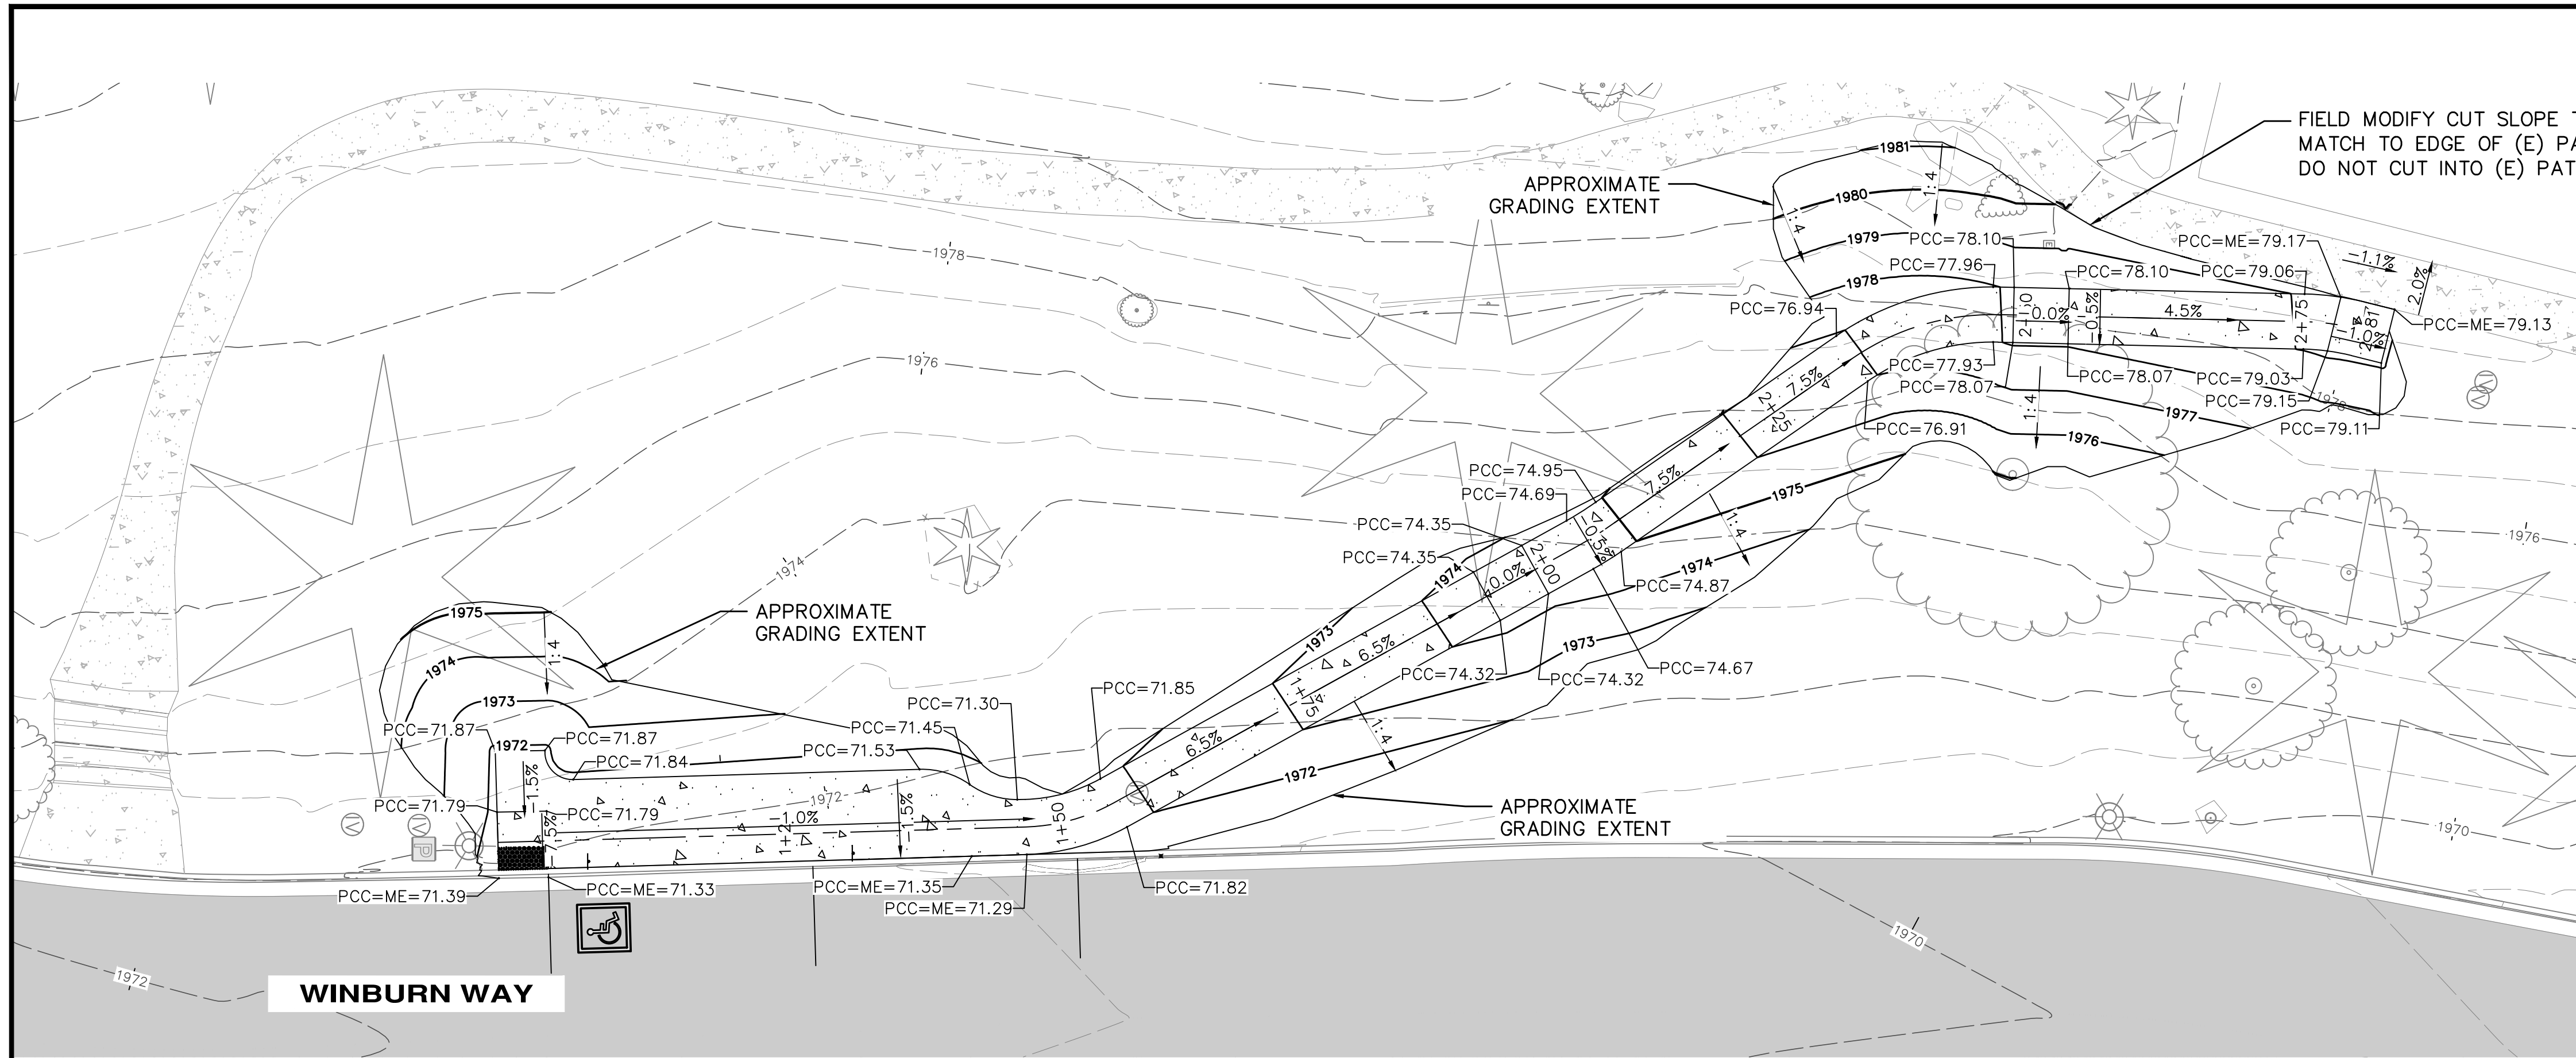 FIELD MODIFY CUT SLOPE
MATCH TO EDGE OF (E)
DO NOT CUT INTO (E)
1981
1:4
APPROXIMATE
GRADING EXTENT
1980
1:4
1979
PCC=78.10
PCC=ME=79.17
-1.1%
2.0%
1978
PCC=77.96
PCC=78.10
PCC=79.06
1978
PCC=76.94
0.0%
-0.5%
4.5%
2+75
PCC=ME=79.13
-1.0%
1976
PCC=77.93
PCC=78.07
PCC=78.07
PCC=79.03
PCC=79.15
1978
7.5%
2+25
1:4
1977
PCC=76.91
1976
PCC=79.11
PCC=74.95
PCC=74.69
7.5%
1975
PCC=74.35
-0.5%
1:4
1976
PCC=74.35
2+00
0.0%
1974
1974
1974
PCC=74.87
1975
APPROXIMATE
GRADING EXTENT
1973
1973
6.5%
1:4
1974
PCC=74.32
PCC=74.32
PCC=74.67
1973
PCC=71.87
PCC=71.30
PCC=71.85
1+75
PCC=71.45
1:4
1972
PCC=71.87
PCC=71.53
6.5%
PCC=71.84
1972
-1.5%
1972
PCC=71.79
PCC=71.79
-1.0%
-1.5%
1+50
APPROXIMATE
GRADING EXTENT
1970
7.5%
PCC=ME=71.39
PCC=ME=71.33
PCC=ME=71.35
PCC=71.82
PCC=ME=71.29
1970
1972
WINBURN WAY